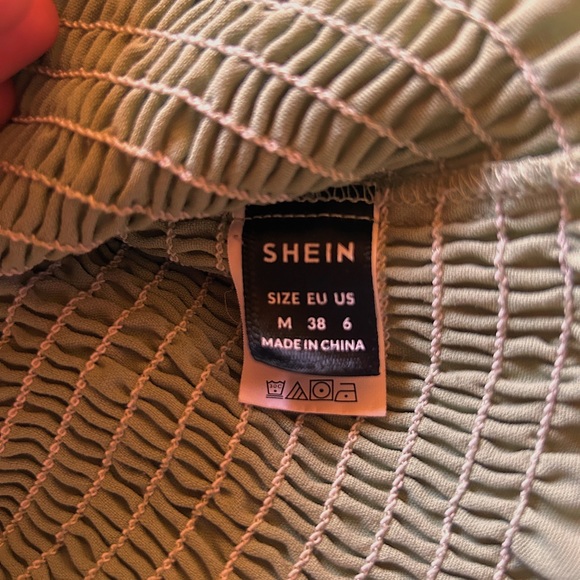 SHEIN
SIZE EU US
M 38 6
MADE IN CHINA